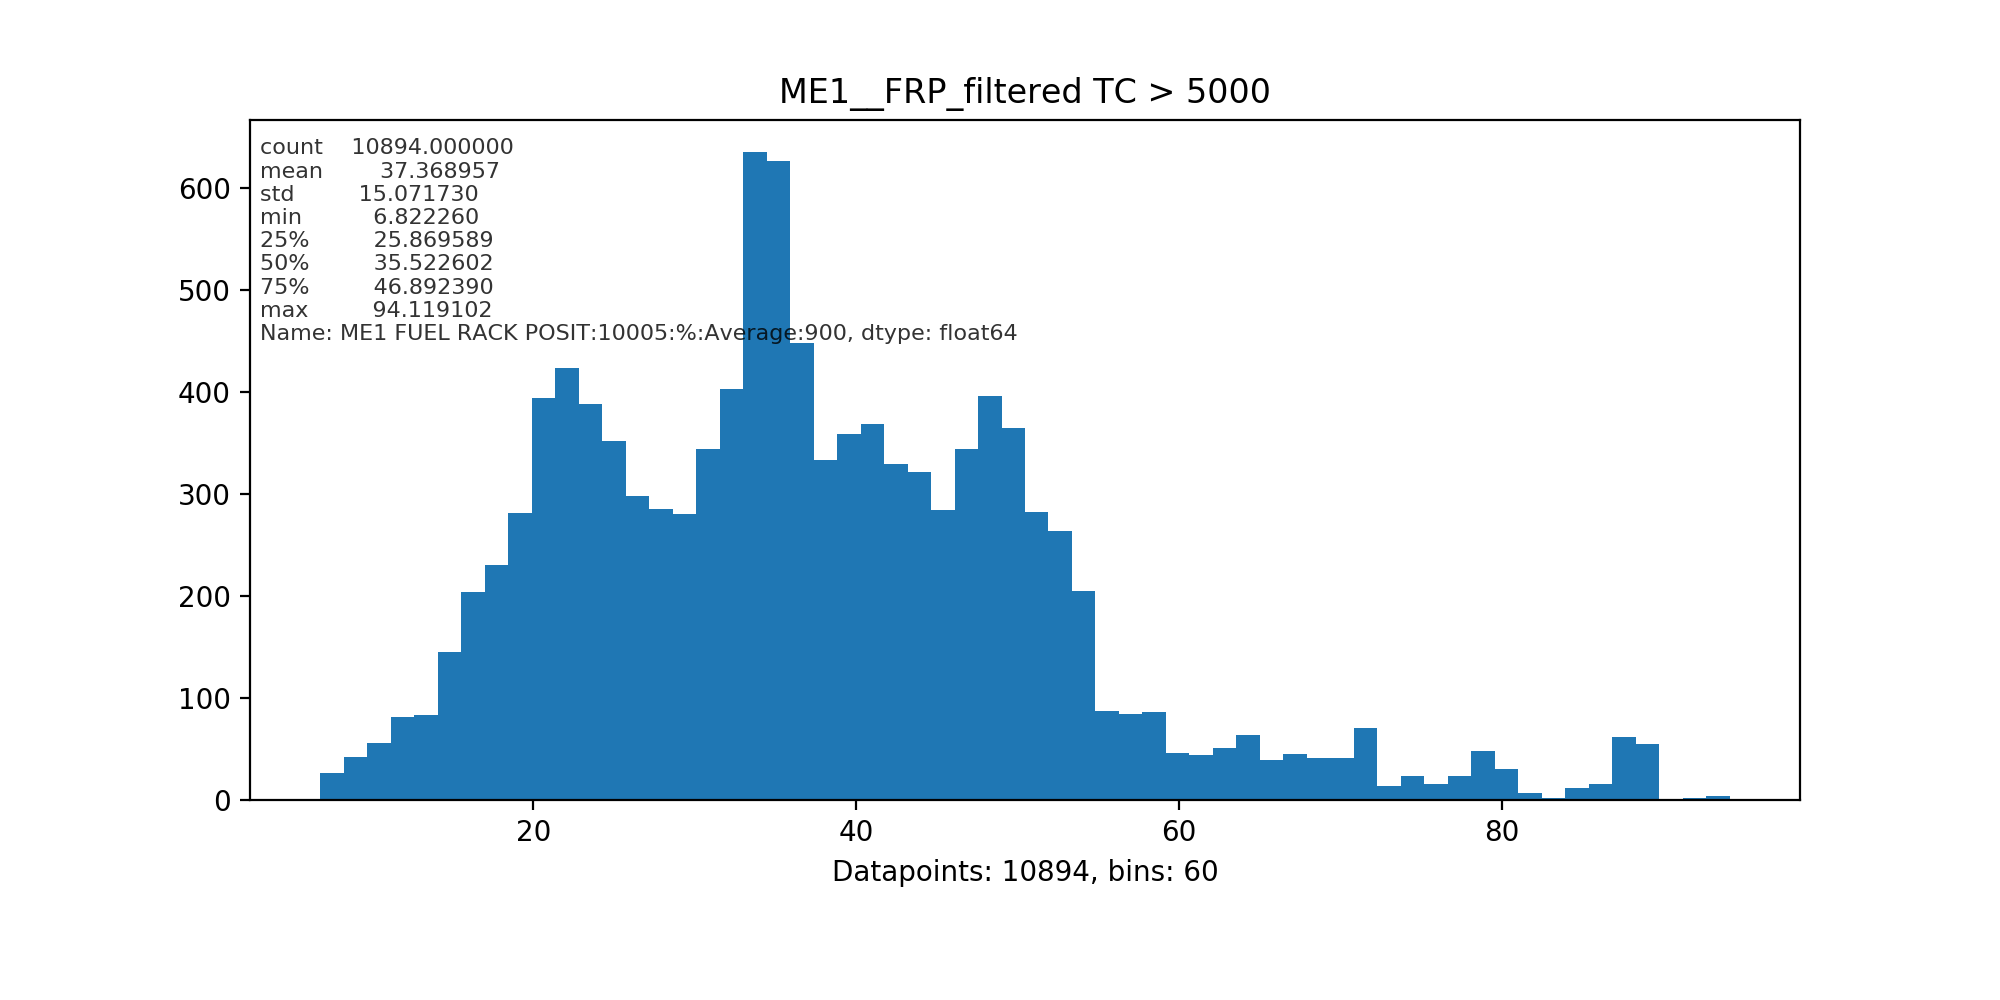 ME1__FRP_filtered TC > 5000
count 10894.000000
mean 37.368957
std 15.071730
min 6.822260
25% 25.869589
50% 35.522602
75% 46.892390
max 94.119102
Name: ME1 FUEL RACK POSIT:10005:%:Average:900, dtype: float64
600
500
400
300
200
100
0
20 40 60 80
Datapoints: 10894, bins: 60